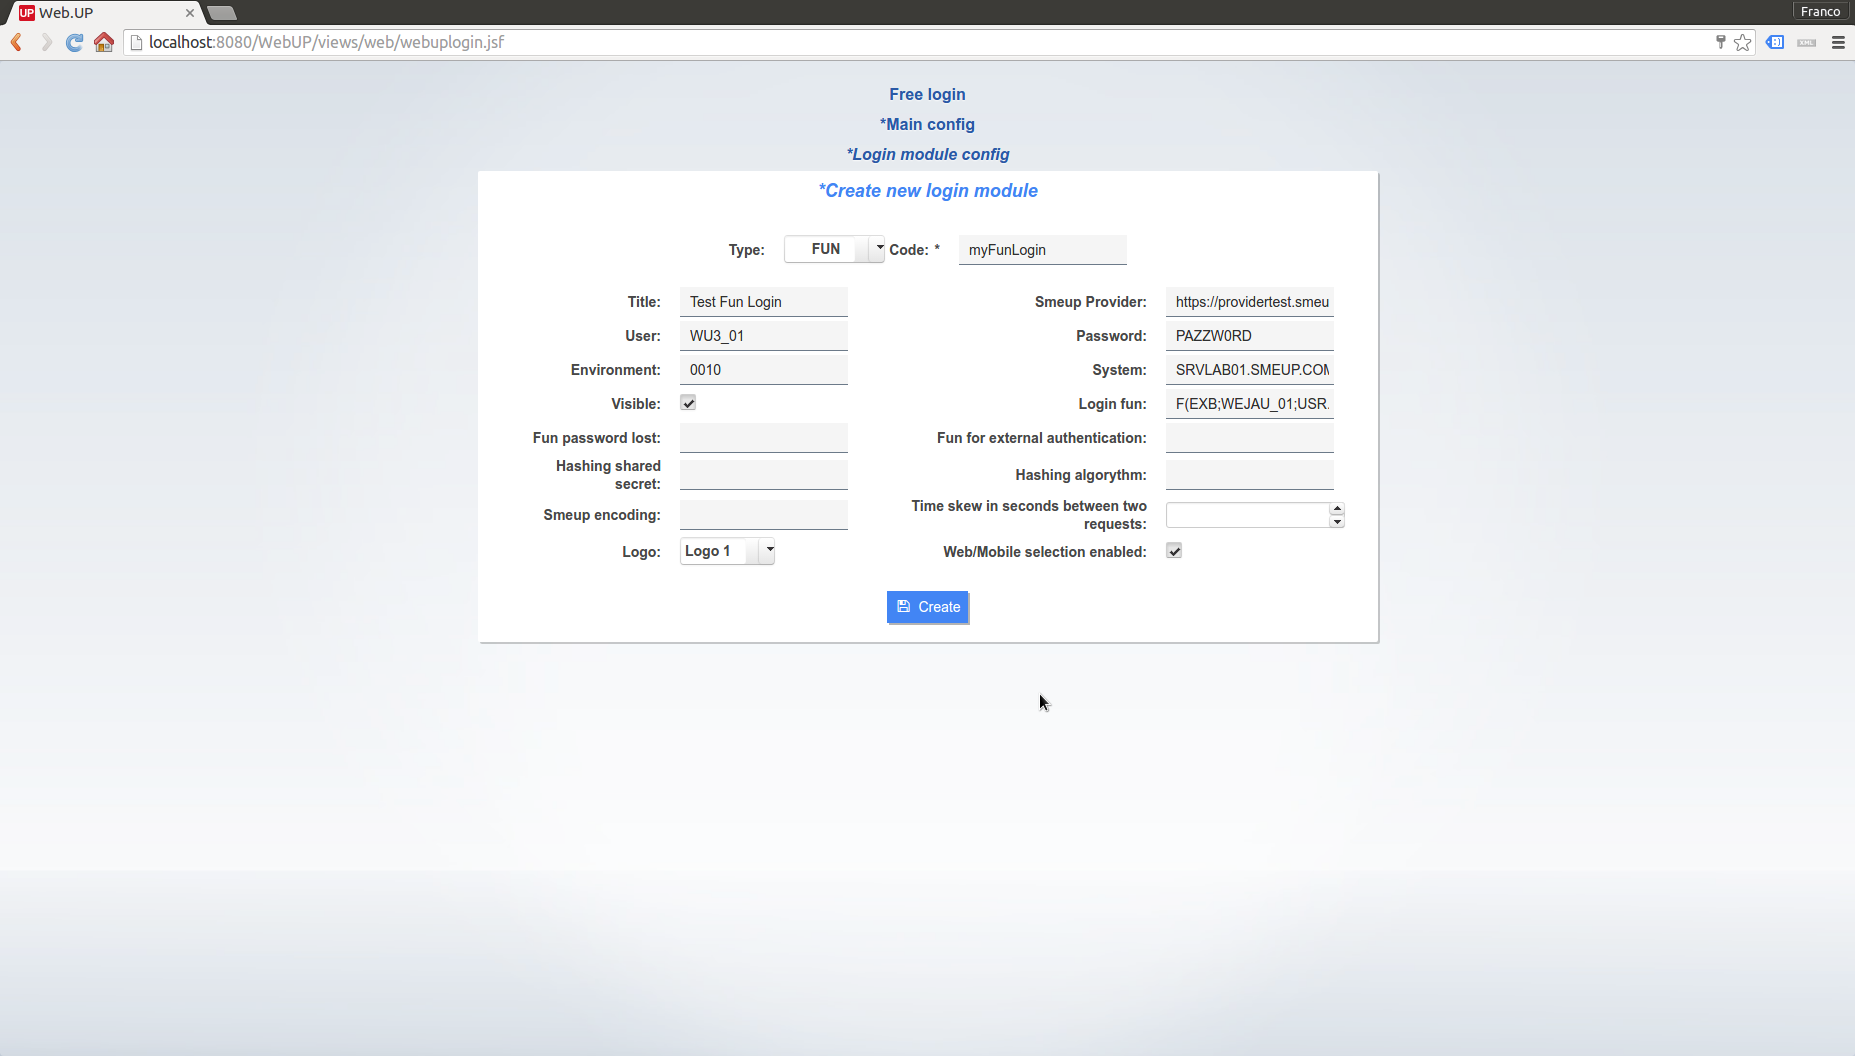 UP Web.UP
Franco
localhost:8080/WebUP/views/web/webuplogin.jsf
Free login
*Main config
*Login module config
*Create new login module
Type: FUN Code: * myFunLogin
Title: Test Fun Login Smeup Provider: https://providertest.smeu
User: WU3_01 Password: PAZZW0RD
Environment: 0010 System: SRVLAB01.SMEUP.COM
Visible: Login fun: F(EXB;WEJAU_01;USR.
Fun password lost: Fun for external authentication:
Hashing shared
secret:
Hashing algorythm:
Smeup encoding:
Time skew in seconds between two
requests:
Logo: Logo 1 Web/Mobile selection enabled:
Create